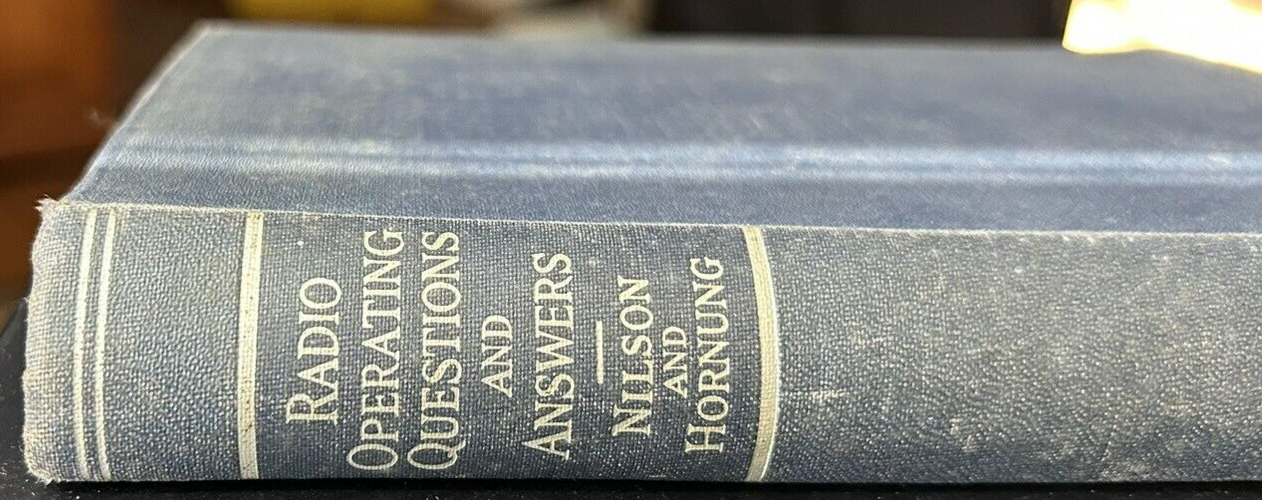 RADIO
OPERATING
QUESTIONS
AND
ANSWERS
—
NILSON
AND
HORNUNG